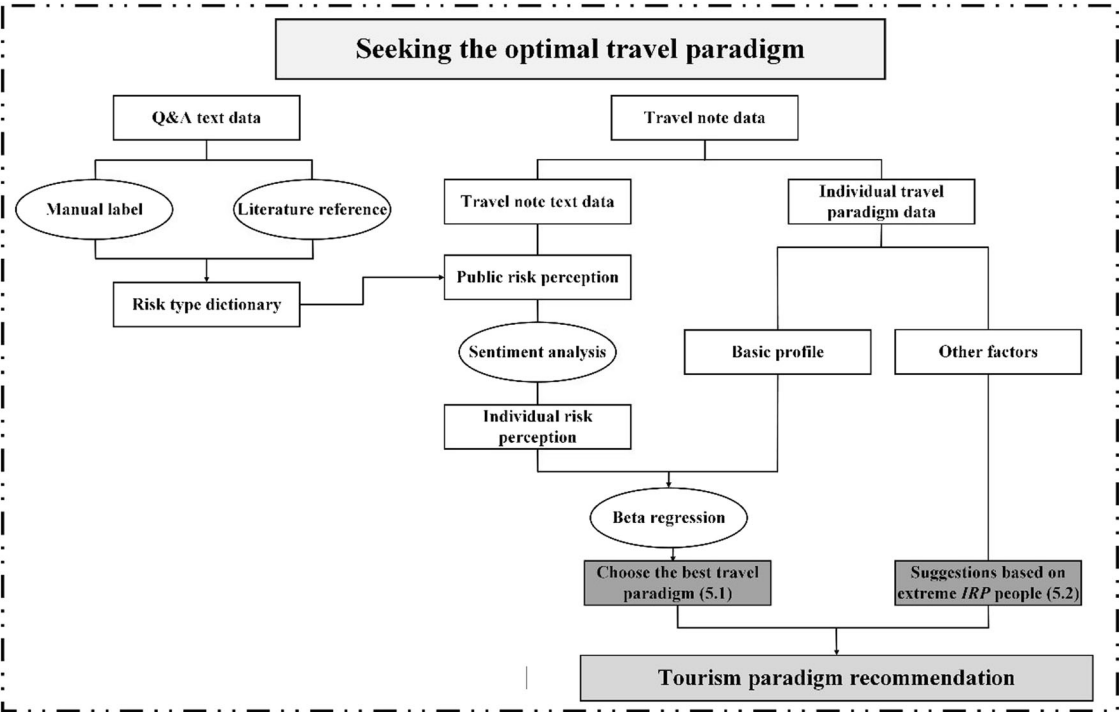 Seeking the optimal travel paradigm
Q&A text data
Travel note data
Manual label
Literature reference
Travel note text data
Individual travel
paradigm data
Risk type dictionary
Public risk perception
Sentiment analysis
Basic profile
Other factors
Individual risk
perception
Beta regression
Choose the best travel
paradigm (5.1)
Suggestions based on
extreme IRP people (5.2)
Tourism paradigm recommendation